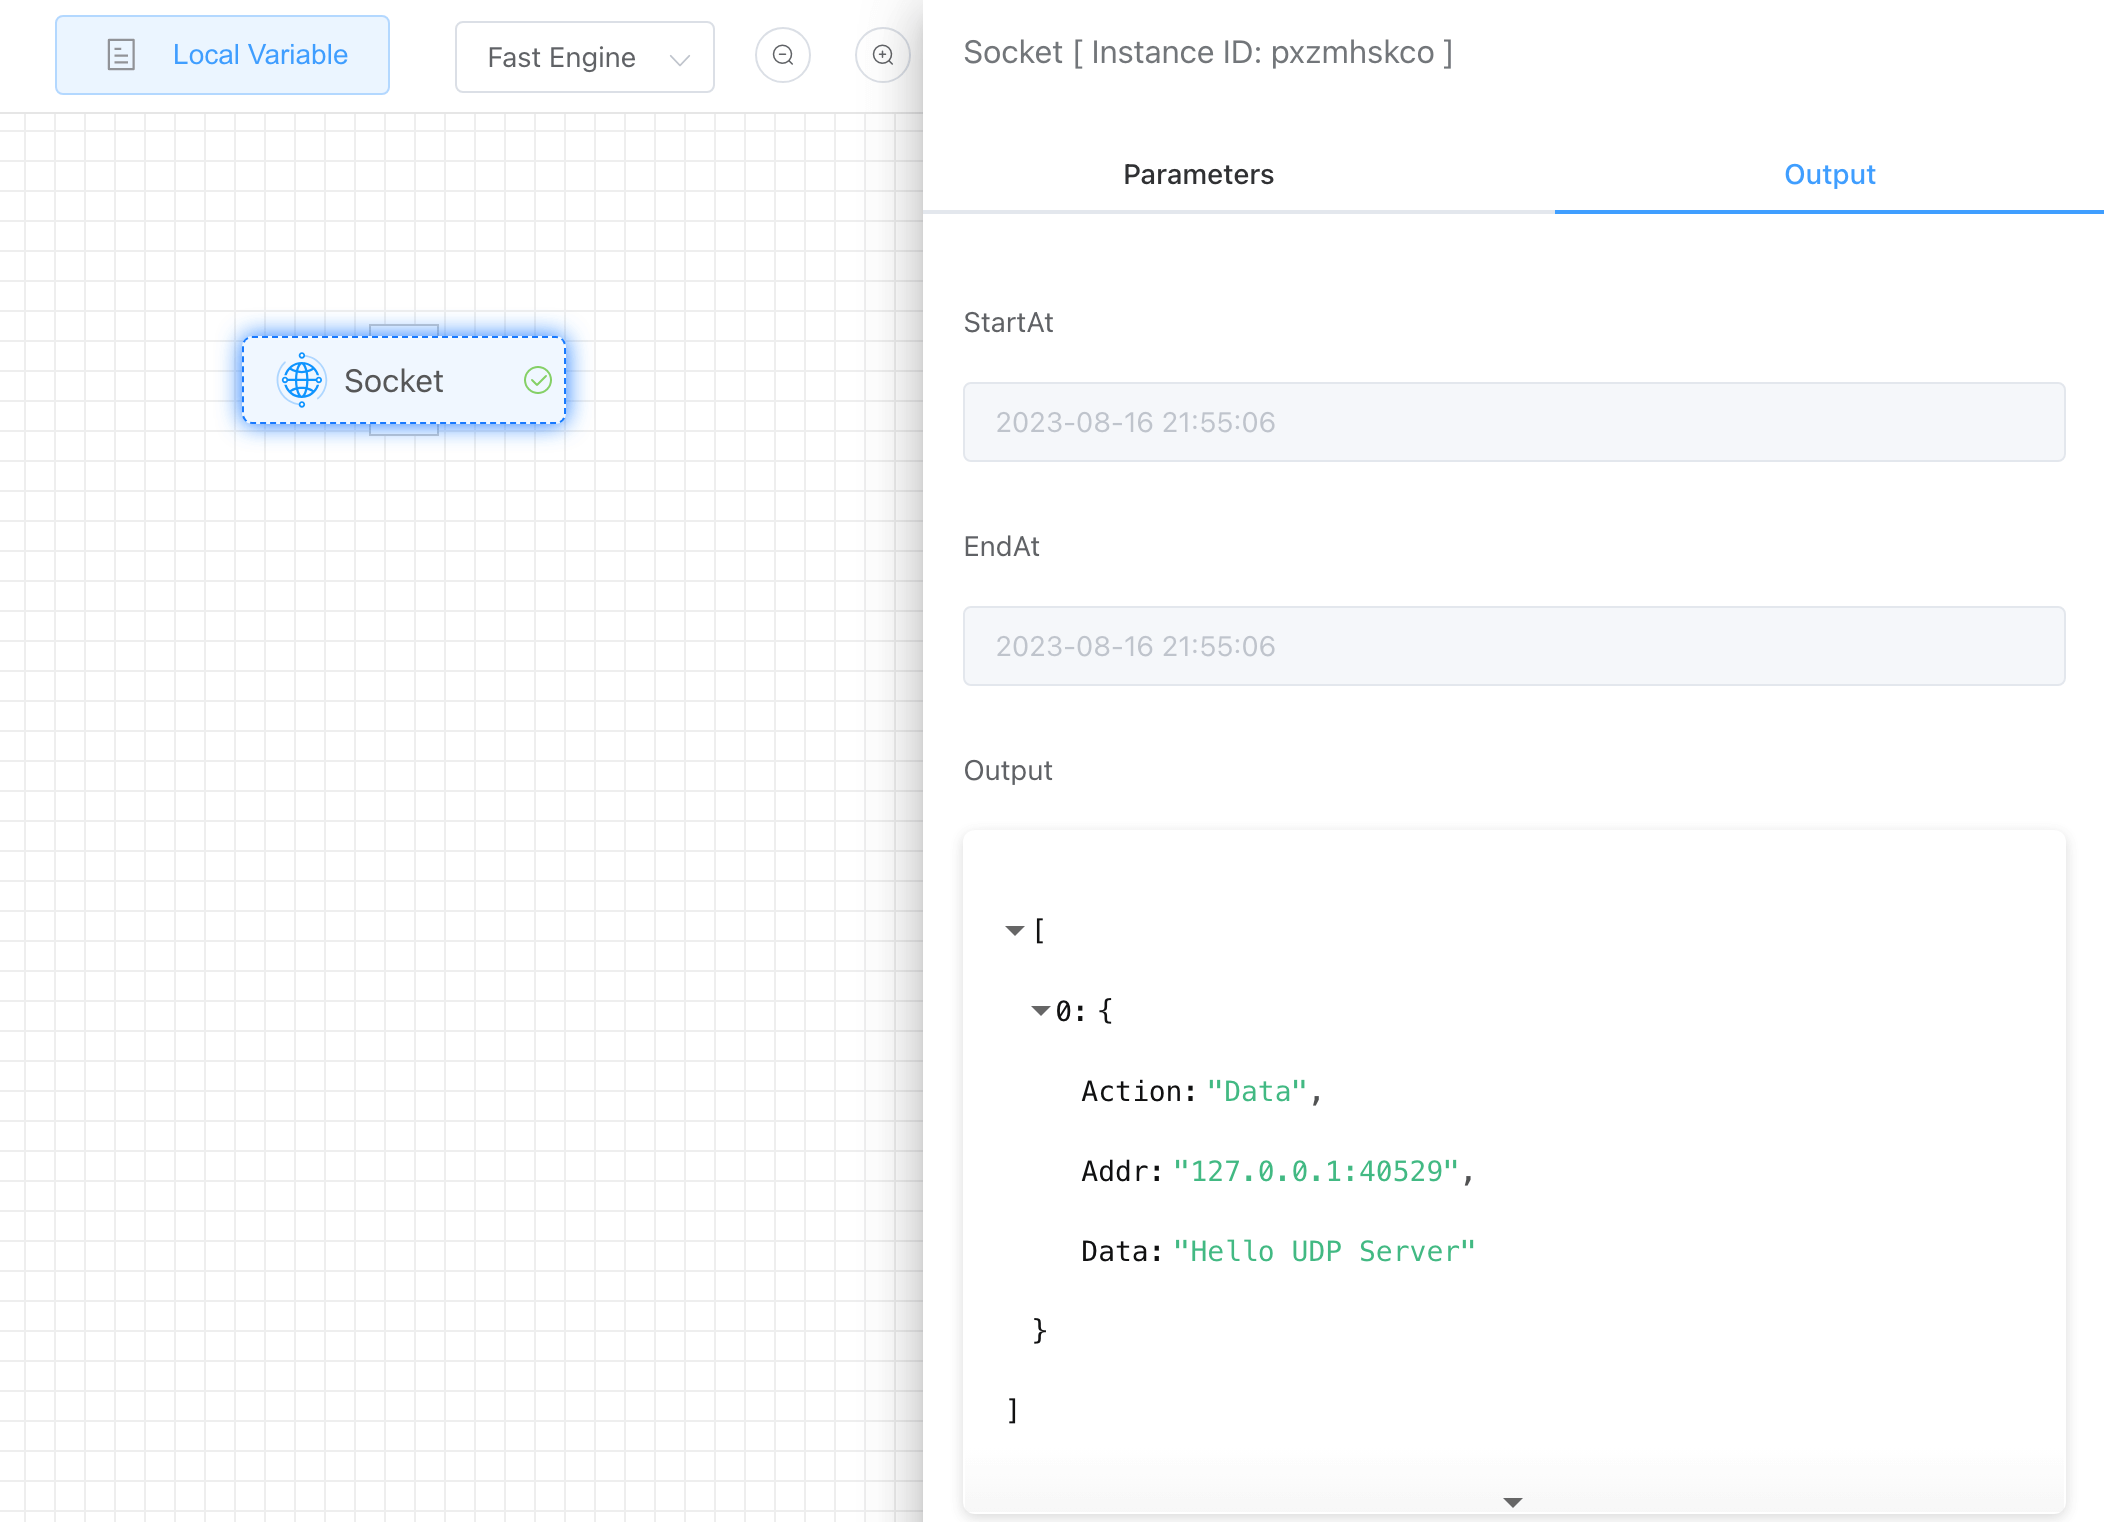 Local Variable
Fast Engine
Socket
Socket [ Instance ID: pxzmhskco ]
Parameters
Output
StartAt
2023-08-16 21:55:06
EndAt
2023-08-16 21:55:06
Output
[
0: {
Action: "Data",
Addr: "127.0.0.1:40529",
Data: "Hello UDP Server"
}
]